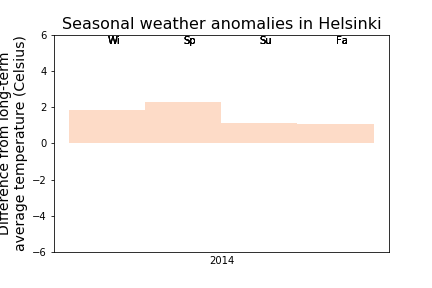 Seasonal weather anomalies in Helsinki
Wi Sp Su Fa
Difference from long-term
average temperature (Celsius)
6
4
2
0
−2
−4
−6
2014